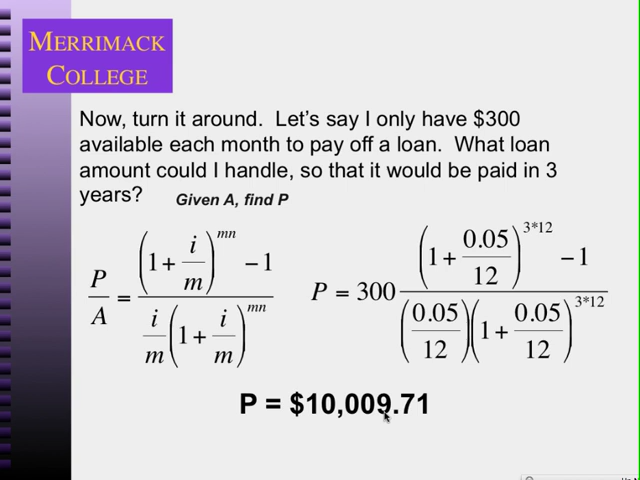 MERRIMACK
COLLEGE
Now, turn it around. Let's say I only have $300
available each month to pay off a loan. What loan
amount could I handle, so that it would be paid in 3
years? Given A, find P
P/A = ((1 + i/m)^mn − 1) / (i/m (1 + i/m)^mn)
P = 300 ((1 + 0.05/12)^3*12 − 1) / ((0.05/12)(1 + 0.05/12)^3*12)
P = $10,009.71